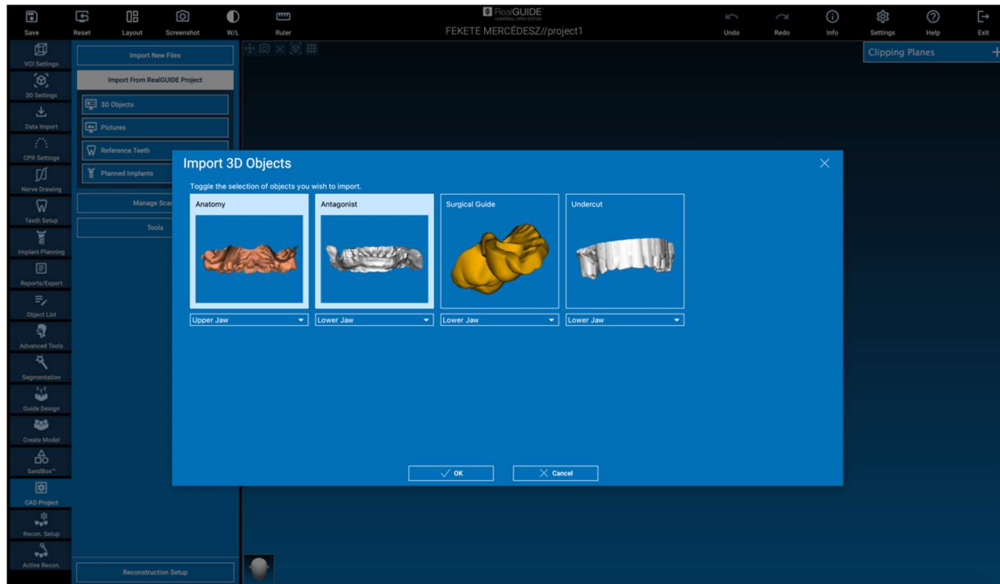 Save
Reset
Layout
Screenshot
W/L
Ruler
RealGUIDE
FEKETE MERCÉDESZ//project1
Undo
Redo
Info
Settings
Help
Exit
VOI Settings
3D Settings
Data Import
CPR Settings
Nerve Drawing
Teeth Setup
Implant Planning
Reports/Export
Object List
Advanced Tools
Segmentation
Guide Design
Create Model
SandBox™
CAD Project
Recon. Setup
Active Recon.
Import New Files
Import From RealGUIDE Project
3D Objects
Pictures
Reference Teeth
Planned Implants
Manage
Tools
Reconstruction Setup
Clipping Planes +
Import 3D Objects
Toggle the selection of objects you wish to import.
Anatomy
Antagonist
Surgical Guide
Undercut
Upper Jaw
Lower Jaw
Lower Jaw
Lower Jaw
OK
Cancel